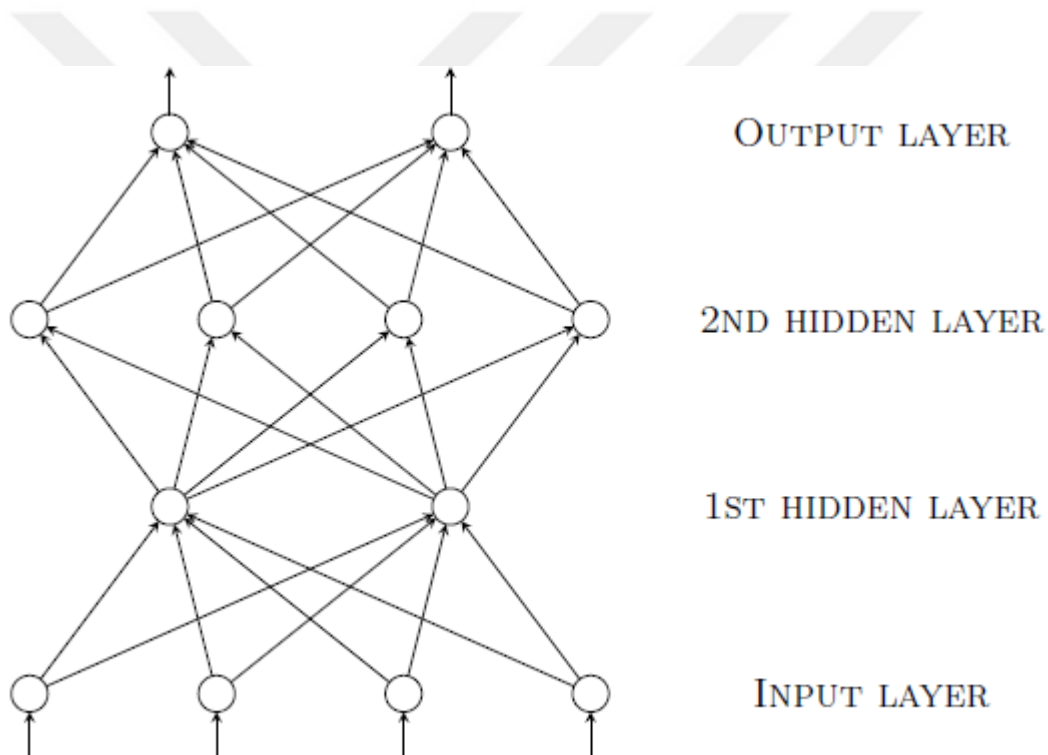 OUTPUT LAYER
2ND HIDDEN LAYER
1ST HIDDEN LAYER
INPUT LAYER